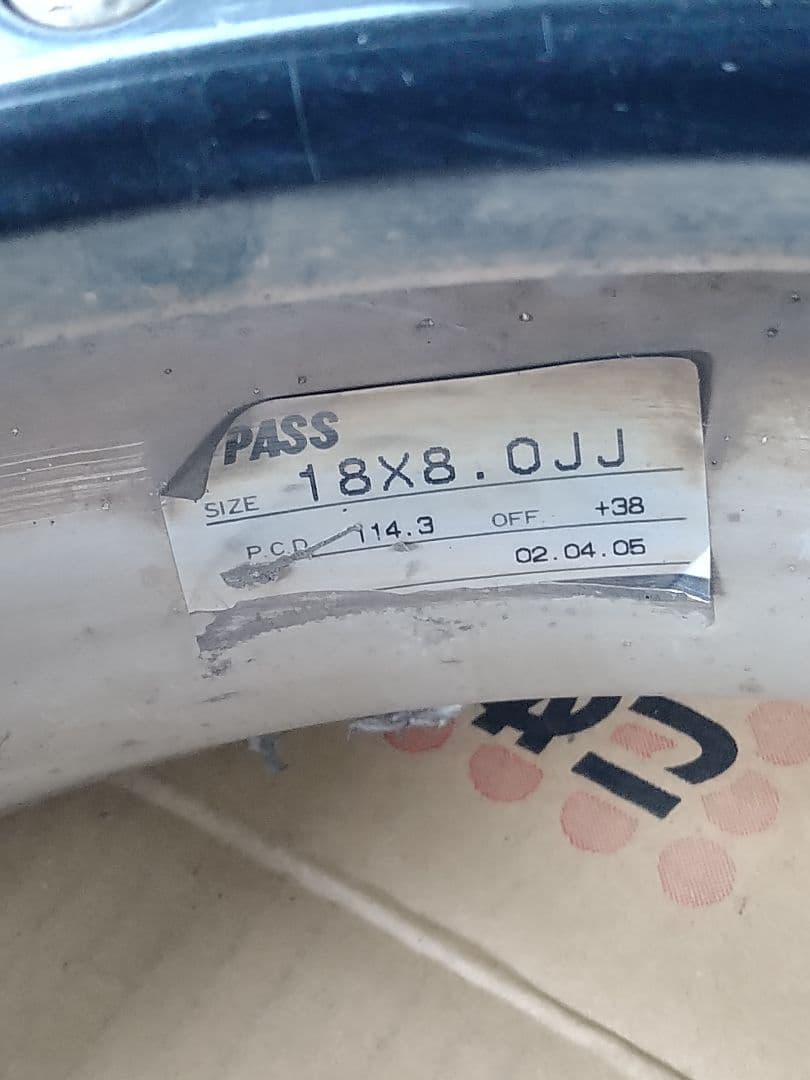 PASS
SIZE 18X8.0JJ
P.C.D 114.3 OFF. +38
02.04.05